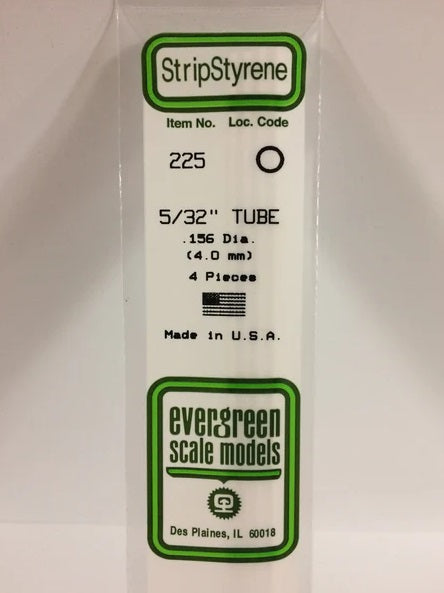 StripStyrene
Item No. Loc. Code
225 O
5/32" TUBE
.156 Dia.
(4.0 mm)
4 Pieces
Made in U.S.A.
evergreen
scale models
Des Plaines, IL 60018